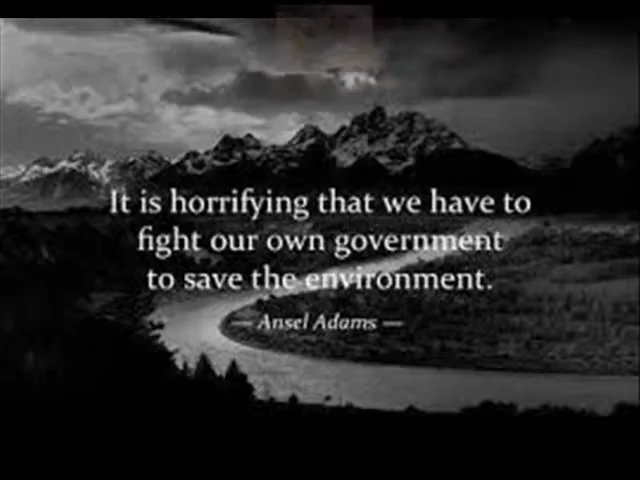 It is horrifying that we have to
fight our own government
to save the environment.
— Ansel Adams —